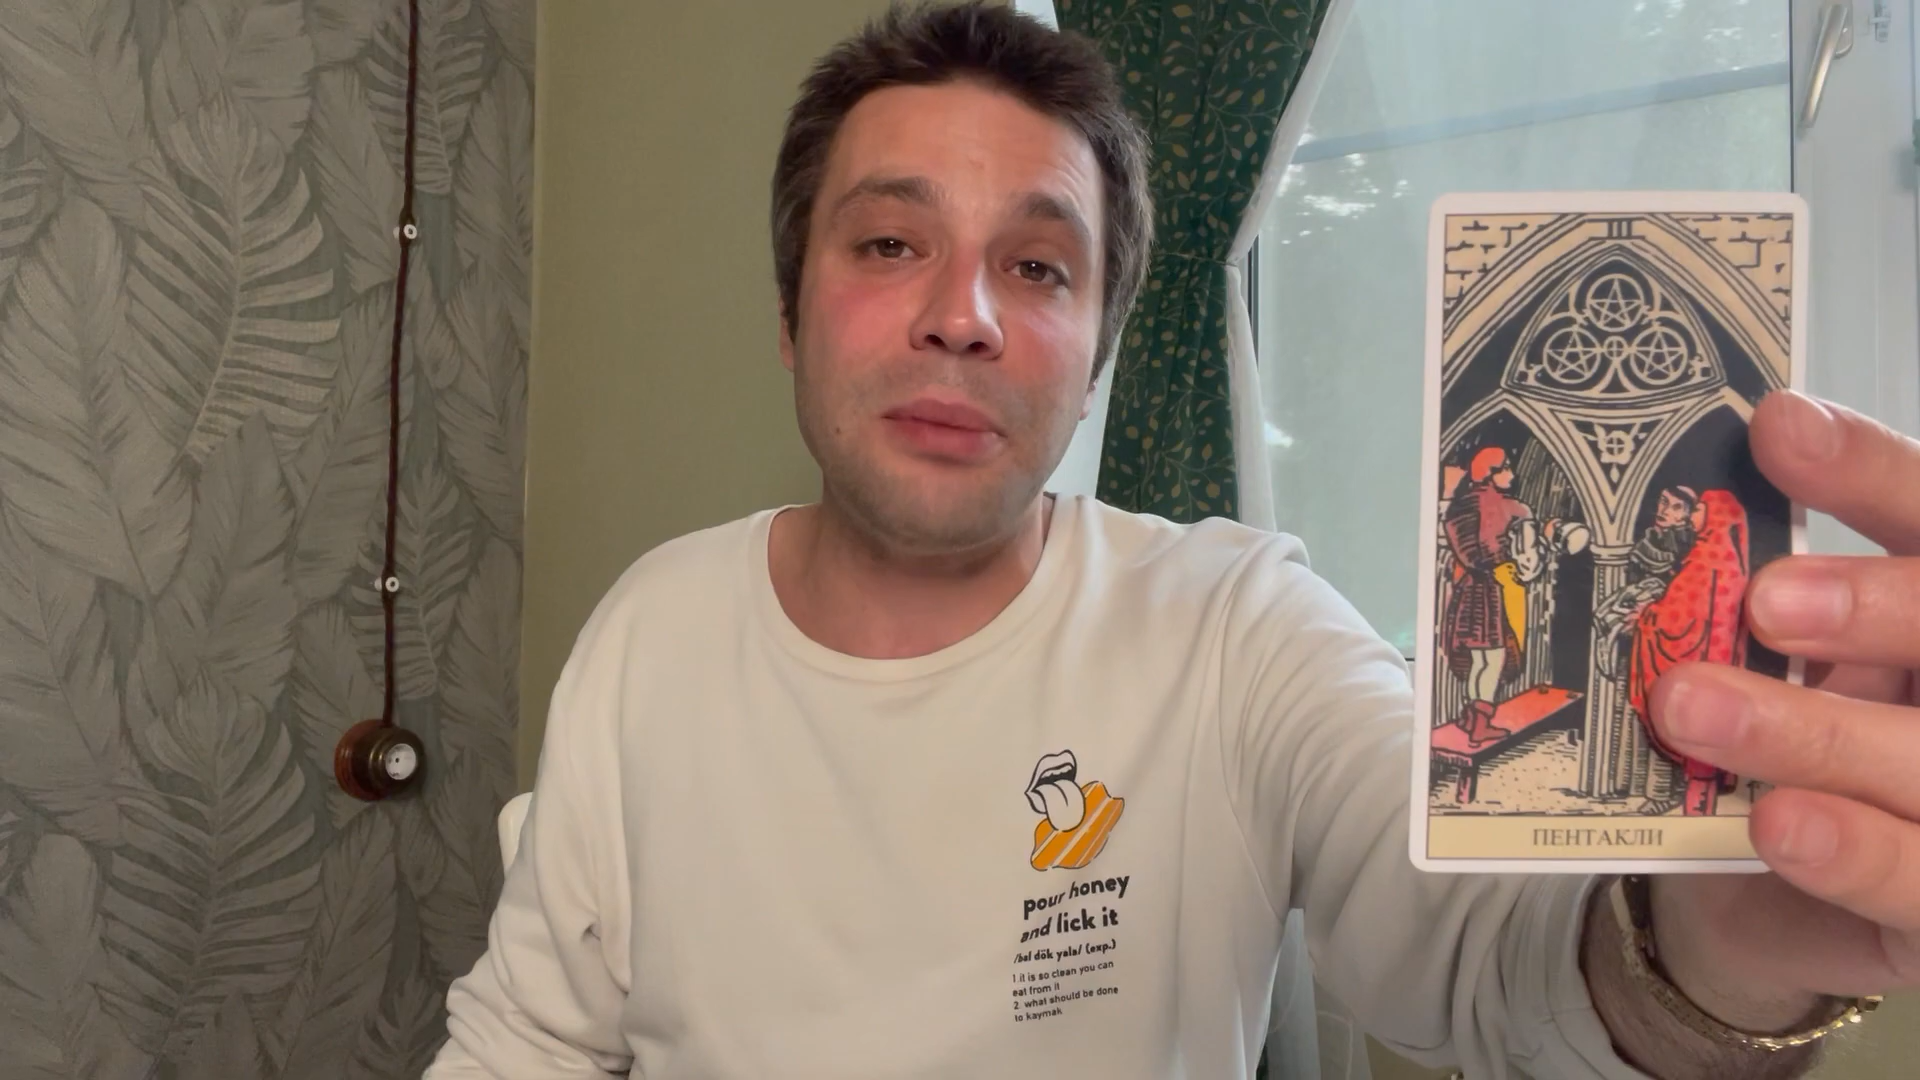 pour honey
and lick it
/bal dök yala/ (exp.)
1 it is so clean you can
eat from it
2 what should be done
to kaymak
ПЕНТАКЛИ